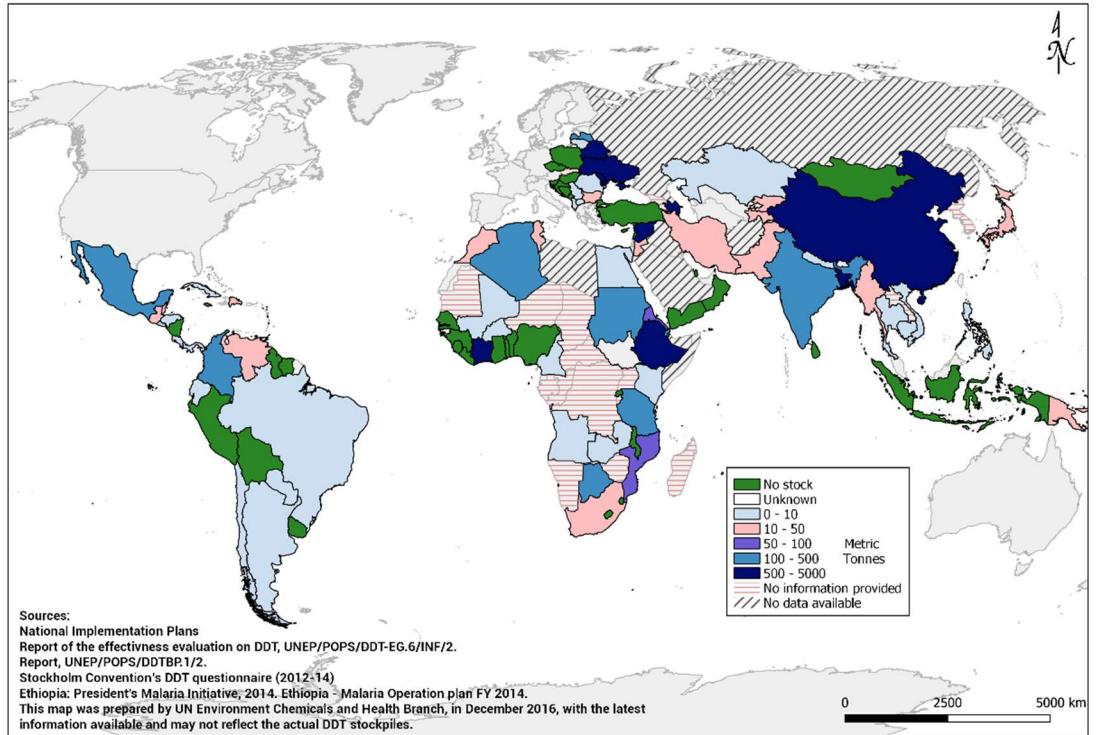 N
No stock
Unknown
0 - 10
10 - 50
50 - 100 Metric
100 - 500 Tonnes
500 - 5000
No information provided
No data available
Sources:
National Implementation Plans
Report of the effectivness evaluation on DDT, UNEP/POPS/DDT-EG.6/INF/2.
Report, UNEP/POPS/DDTBP.1/2.
Stockholm Convention's DDT questionnaire (2012-14)
Ethiopia: President's Malaria Initiative, 2014. Ethiopia - Malaria Operation plan FY 2014.
This map was prepared by UN Environment Chemicals and Health Branch, in December 2016, with the latest
information available and may not reflect the actual DDT stockpiles.
0 2500 5000 km